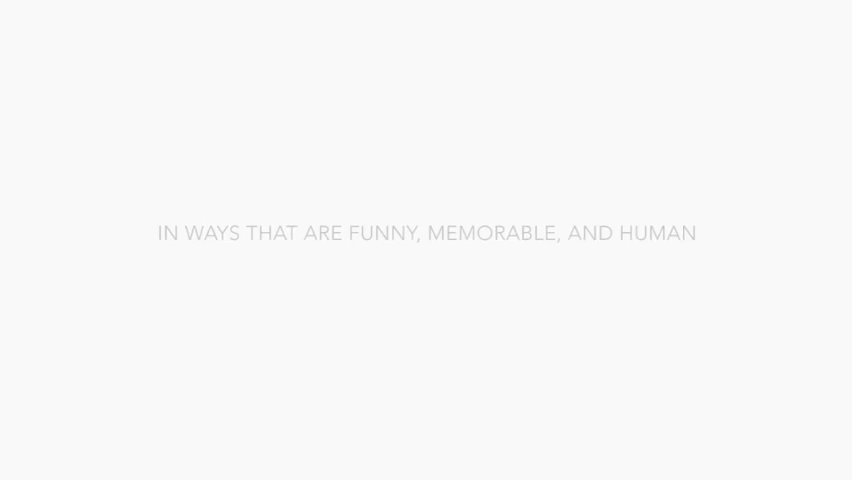 IN WAYS THAT ARE FUNNY, MEMORABLE, AND HUMAN